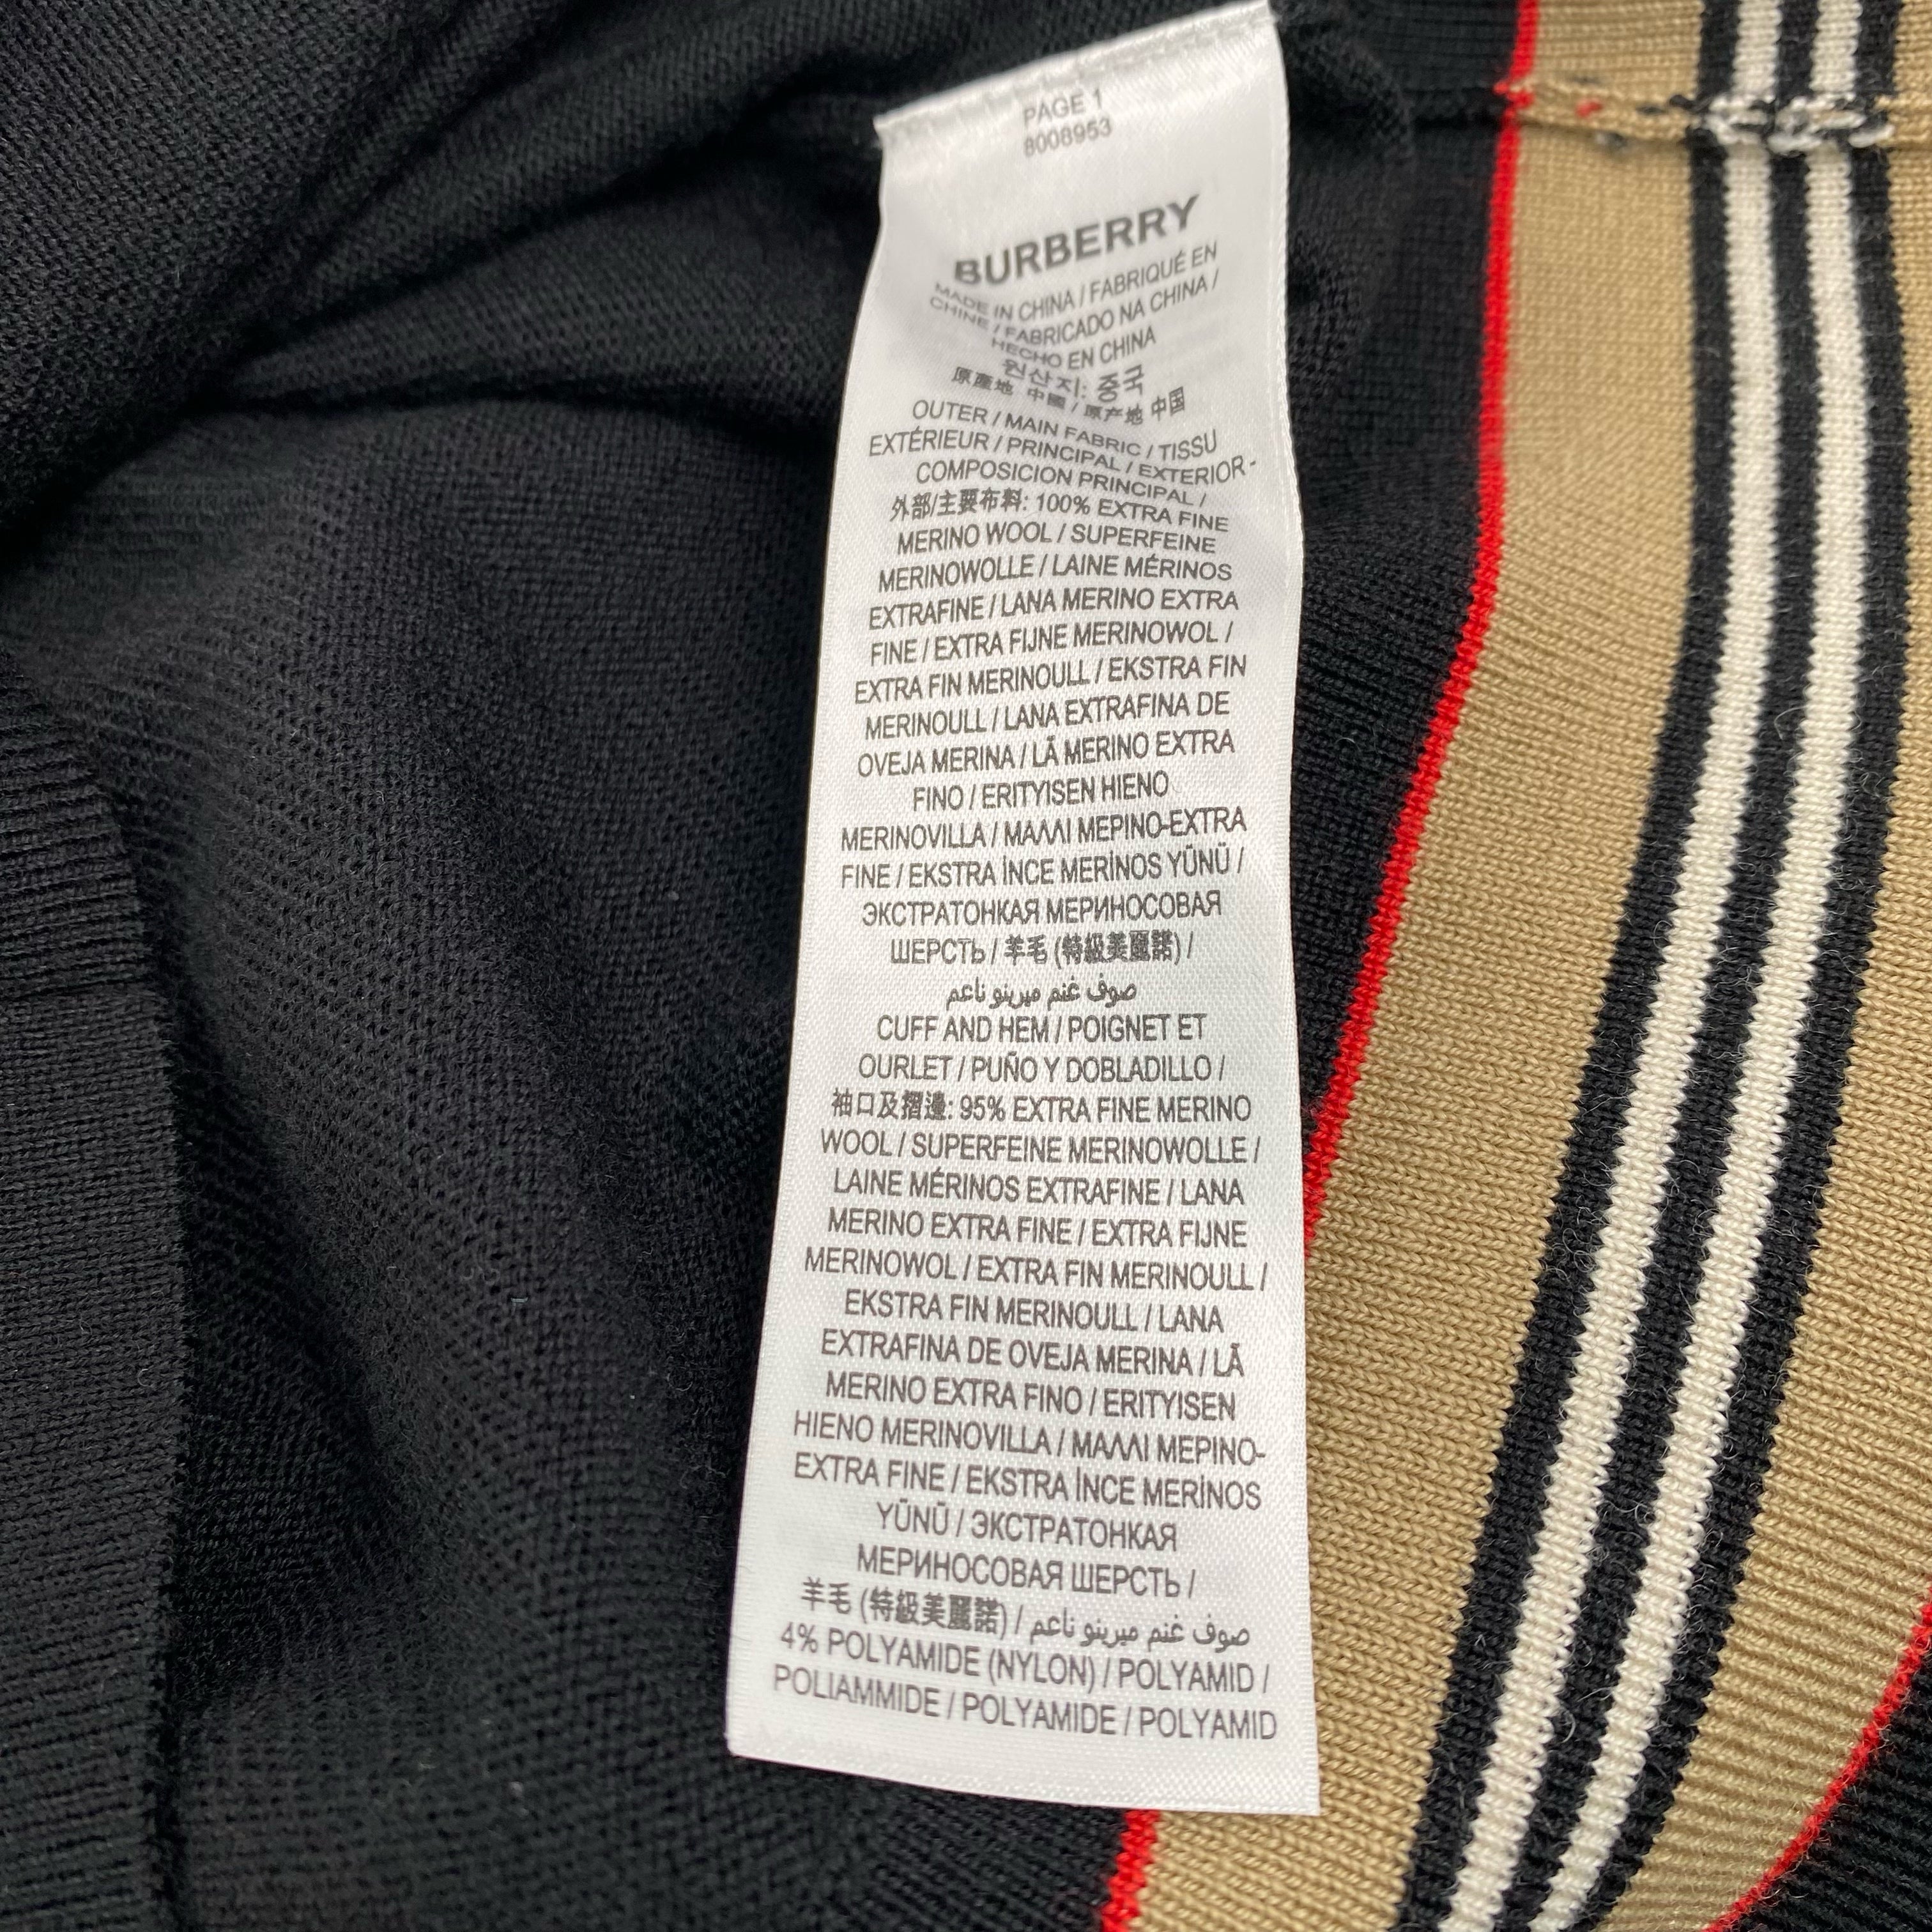 PAGE 1
8008953
BURBERRY
MADE IN CHINA / FABRIQUÉ EN
CHINE / FABRICADO NA CHINA /
HECHO EN CHINA
원산지: 중국
原產地 中國 / 原产地 中国
OUTER / MAIN FABRIC / TISSU
EXTÉRIEUR / PRINCIPAL / EXTERIOR -
COMPOSICION PRINCIPAL /
外部/主要布料: 100% EXTRA FINE
MERINO WOOL / SUPERFEINE
MERINOWOLLE / LAINE MÉRINOS
EXTRAFINE / LANA MERINO EXTRA
FINE / EXTRA FIJNE MERINOWOL /
EXTRA FIN MERINOULL / EKSTRA FIN
MERINOULL / LANA EXTRAFINA DE
OVEJA MERINA / LÃ MERINO EXTRA
FINO / ERITYISEN HIENO
MERINOVILLA / ΜΑΛΛΙ ΜΕΡΙΝΟ-EXTRA
FINE / EKSTRA İNCE MERİNOS YÜNÜ /
ЭКСТРАТОНКАЯ МЕРИНОСОВАЯ
ШЕРСТЬ / 羊毛 (特級美麗諾) /
صوف غنم ميرينو ناعم
CUFF AND HEM / POIGNET ET
OURLET / PUÑO Y DOBLADILLO /
袖口及摺邊: 95% EXTRA FINE MERINO
WOOL / SUPERFEINE MERINOWOLLE /
LAINE MÉRINOS EXTRAFINE / LANA
MERINO EXTRA FINE / EXTRA FIJNE
MERINOWOL / EXTRA FIN MERINOULL /
EKSTRA FIN MERINOULL / LANA
EXTRAFINA DE OVEJA MERINA / LÃ
MERINO EXTRA FINO / ERITYISEN
HIENO MERINOVILLA / ΜΑΛΛΙ ΜΕΡΙΝΟ-
EXTRA FINE / EKSTRA İNCE MERİNOS
YÜNÜ / ЭКСТРАТОНКАЯ
МЕРИНОСОВАЯ ШЕРСТЬ /
羊毛 (特級美麗諾) / صوف غنم ميرينو ناعم
4% POLYAMIDE (NYLON) / POLYAMID /
POLIAMMIDE / POLYAMIDE / POLYAMID